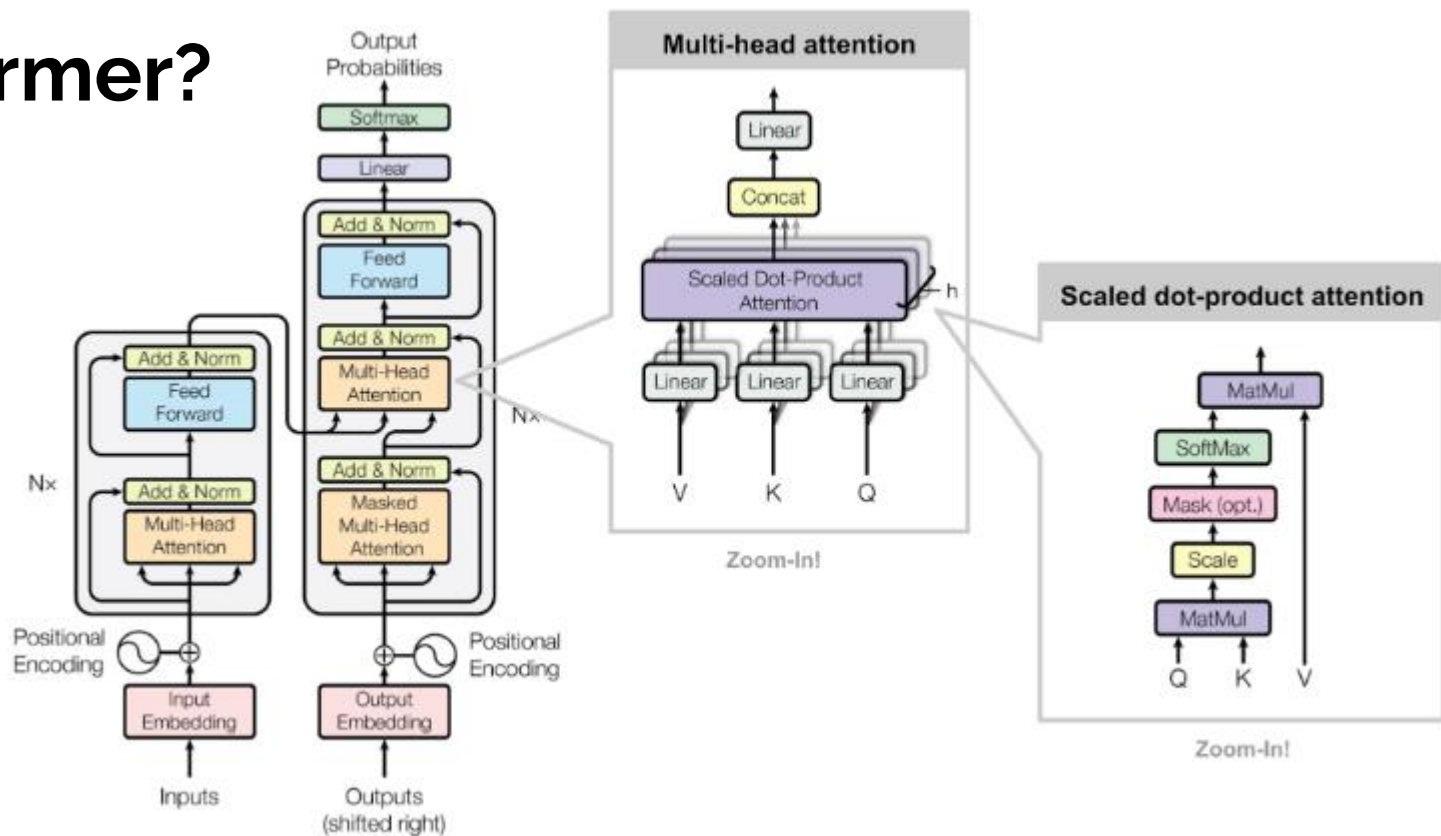 rmer?
Output
Probabilities
Softmax
Linear
Add & Norm
Feed
Forward
Add & Norm
Multi-Head
Attention
Nx
Add & Norm
Masked
Multi-Head
Attention
Add & Norm
Feed
Forward
Nx
Add & Norm
Multi-Head
Attention
Positional
Encoding
Positional
Encoding
Input
Embedding
Output
Embedding
Inputs
Outputs
(shifted right)
Multi-head attention
Linear
Concat
Scaled Dot-Product
Attention
h
Linear
Linear
Linear
V
K
Q
Zoom-In!
Scaled dot-product attention
MatMul
SoftMax
Mask (opt.)
Scale
MatMul
Q
K
V
Zoom-In!